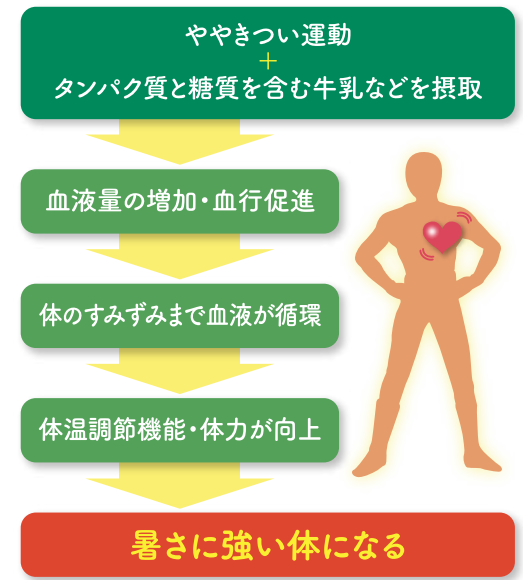 ややきつい運動
+
タンパク質と糖質を含む牛乳などを摂取
血液量の増加・血行促進
体のすみずみまで血液が循環
体温調節機能・体力が向上
暑さに強い体になる